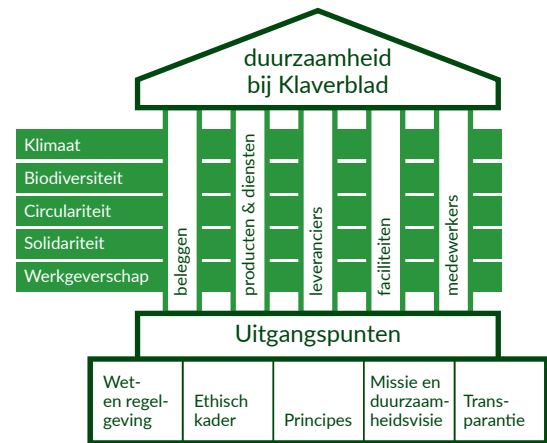 duurzaamheid
bij Klaverblad
Klimaat
Biodiversiteit
Circulariteit
Solidariteit
Werkgeverschap
beleggen
producten & diensten
leveranciers
faciliteiten
medewerkers
Uitgangspunten
Wet-
en regel-
geving
Ethisch
kader
Principes
Missie en
duurzaam-
heidsvisie
Trans-
parantie